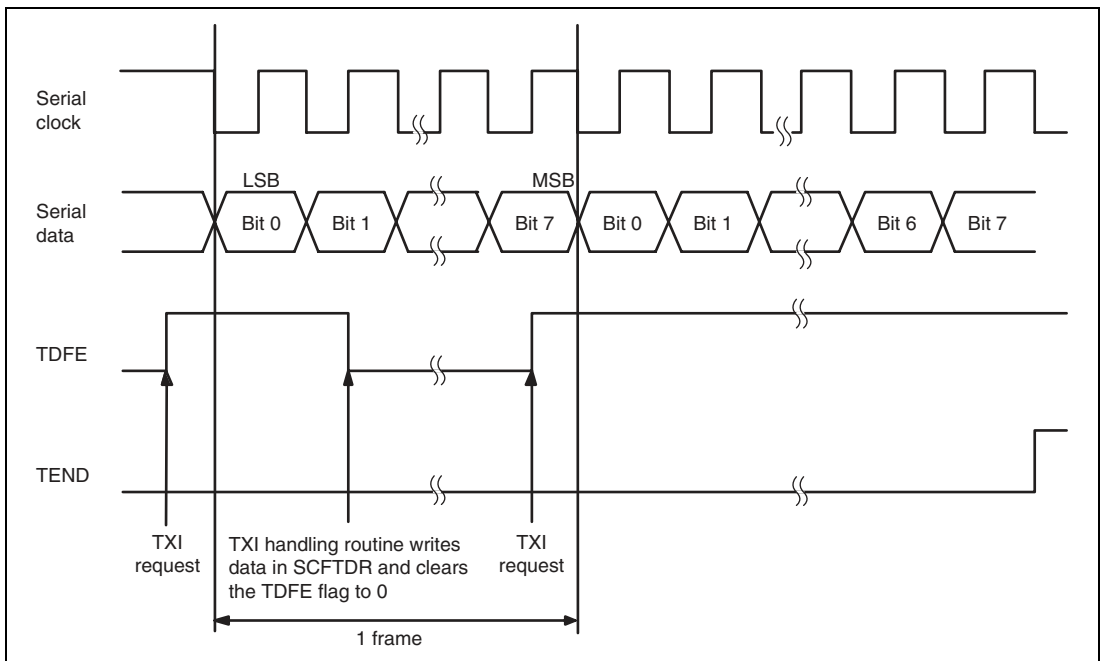 Serial
clock
LSB
MSB
Serial
data
Bit 0
Bit 1
Bit 7
Bit 0
Bit 1
Bit 6
Bit 7
TDFE
TEND
TXI
request
TXI handling routine writes
data in SCFTDR and clears
the TDFE flag to 0
TXI
request
1 frame